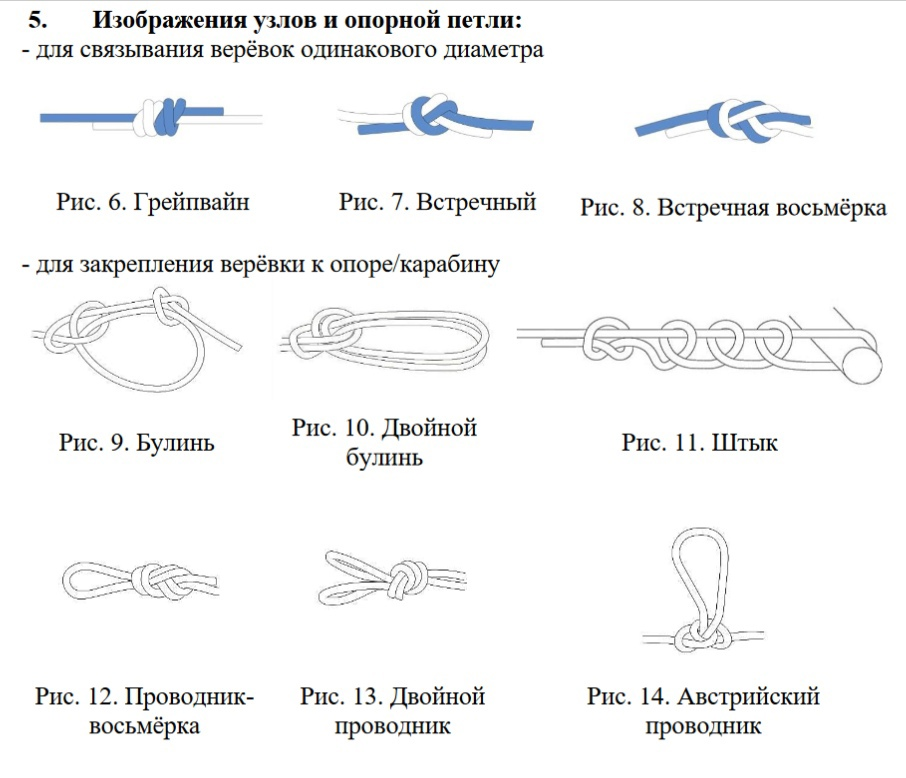 5. Изображения узлов и опорной петли:
- для связывания верёвок одинакового диаметра
Рис. 6. Грейпвайн
Рис. 7. Встречный
Рис. 8. Встречная восьмёрка
- для закрепления верёвки к опоре/карабину
Рис. 9. Булинь
Рис. 10. Двойной
булинь
Рис. 11. Штык
Рис. 12. Проводник-
восьмёрка
Рис. 13. Двойной
проводник
Рис. 14. Австрийский
проводник